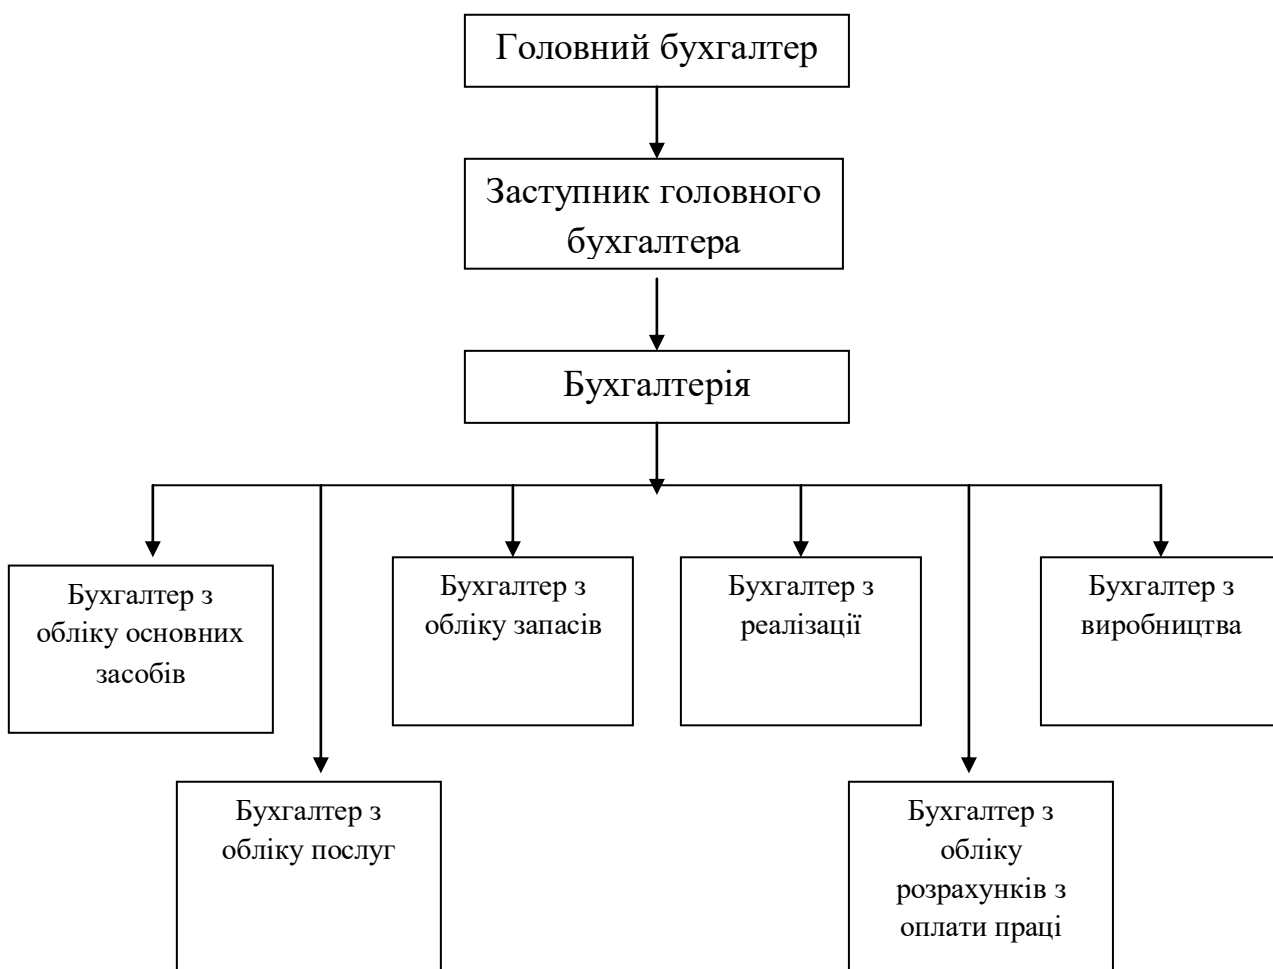 Головний бухгалтер
Заступник головного
бухгалтера
Бухгалтерія
Бухгалтер з
обліку основних
засобів
Бухгалтер з
обліку запасів
Бухгалтер з
реалізації
Бухгалтер з
виробництва
Бухгалтер з
обліку послуг
Бухгалтер з
обліку
розрахунків з
оплати праці